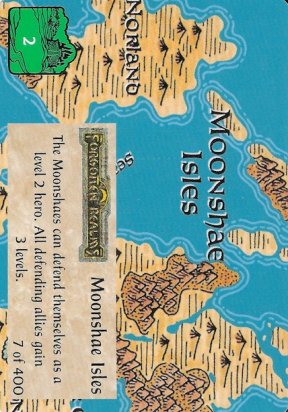 2
NORLAND
Moonshae
Isles
FORGOTTEN REALMS
Moonshae Isles
The Moonshaes can defend themselves as a
level 2 hero. All defending allies gain
3 levels.
7 of 400